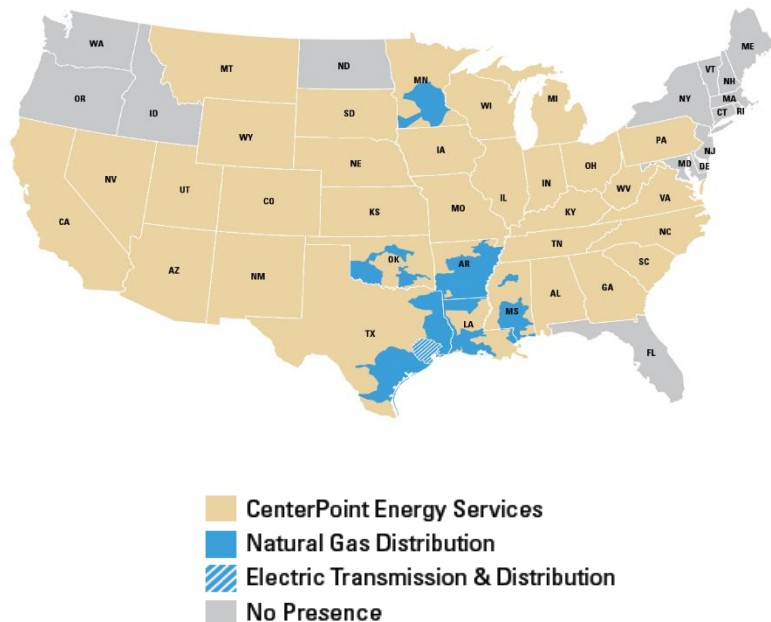 WA
ME
MT
ND
VT
MN
NH
OR
ID
SD
WI
MI
NY
MA
CT
RI
WY
IA
PA
NJ
NE
OH
MD
DE
NV
IL
IN
UT
WV
CO
VA
CA
KS
MO
KY
NC
TN
OK
AZ
AR
SC
NM
MS
AL
GA
TX
LA
FL
CenterPoint Energy Services
Natural Gas Distribution
Electric Transmission & Distribution
No Presence